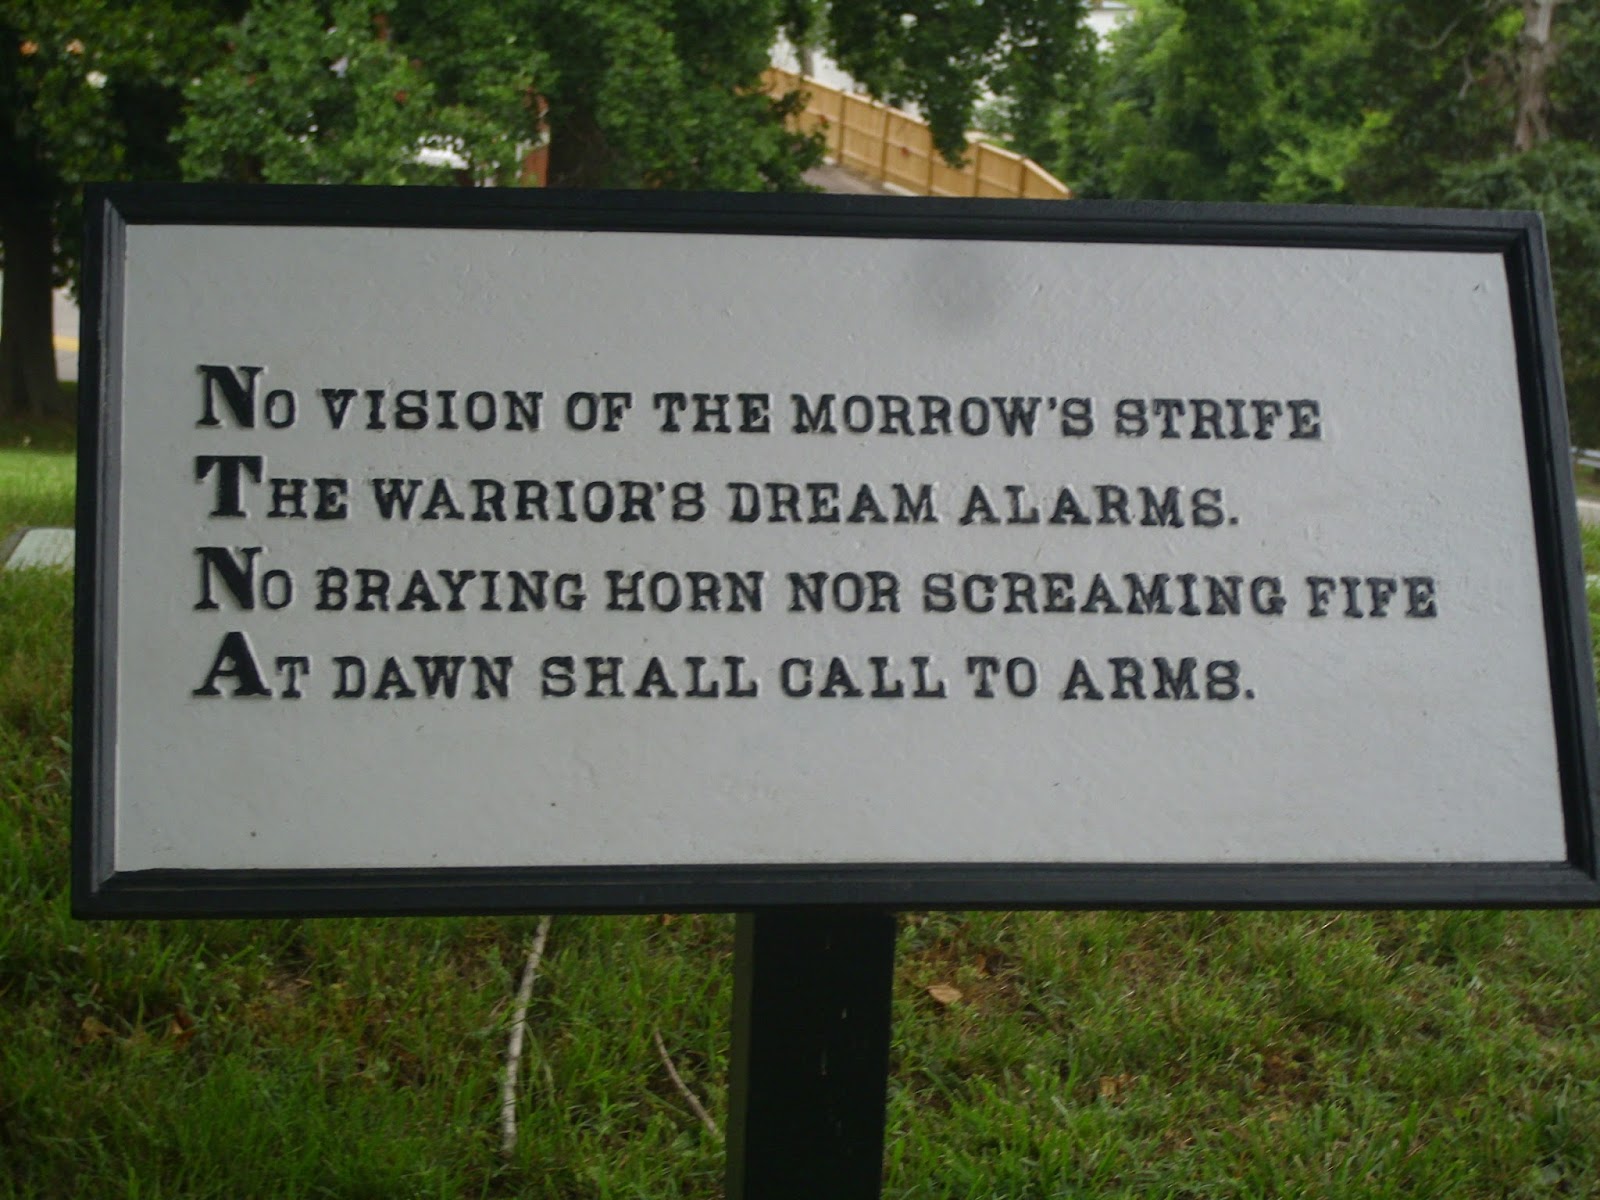 No VISION OF THE MORROW'S STRIFE
THE WARRIOR'S DREAM ALARMS.
No BRAYING HORN NOR SCREAMING FIFE
AT DAWN SHALL CALL TO ARMS.